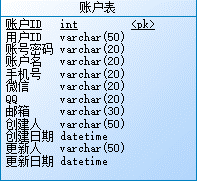 账户表
账户ID int <pk>
用户ID varchar(50)
账号密码 varchar(20)
账户名 varchar(20)
手机号 varchar(20)
微信 varchar(20)
QQ varchar(20)
邮箱 varchar(30)
创建人 varchar(50)
创建日期 datetime
更新人 varchar(50)
更新日期 datetime